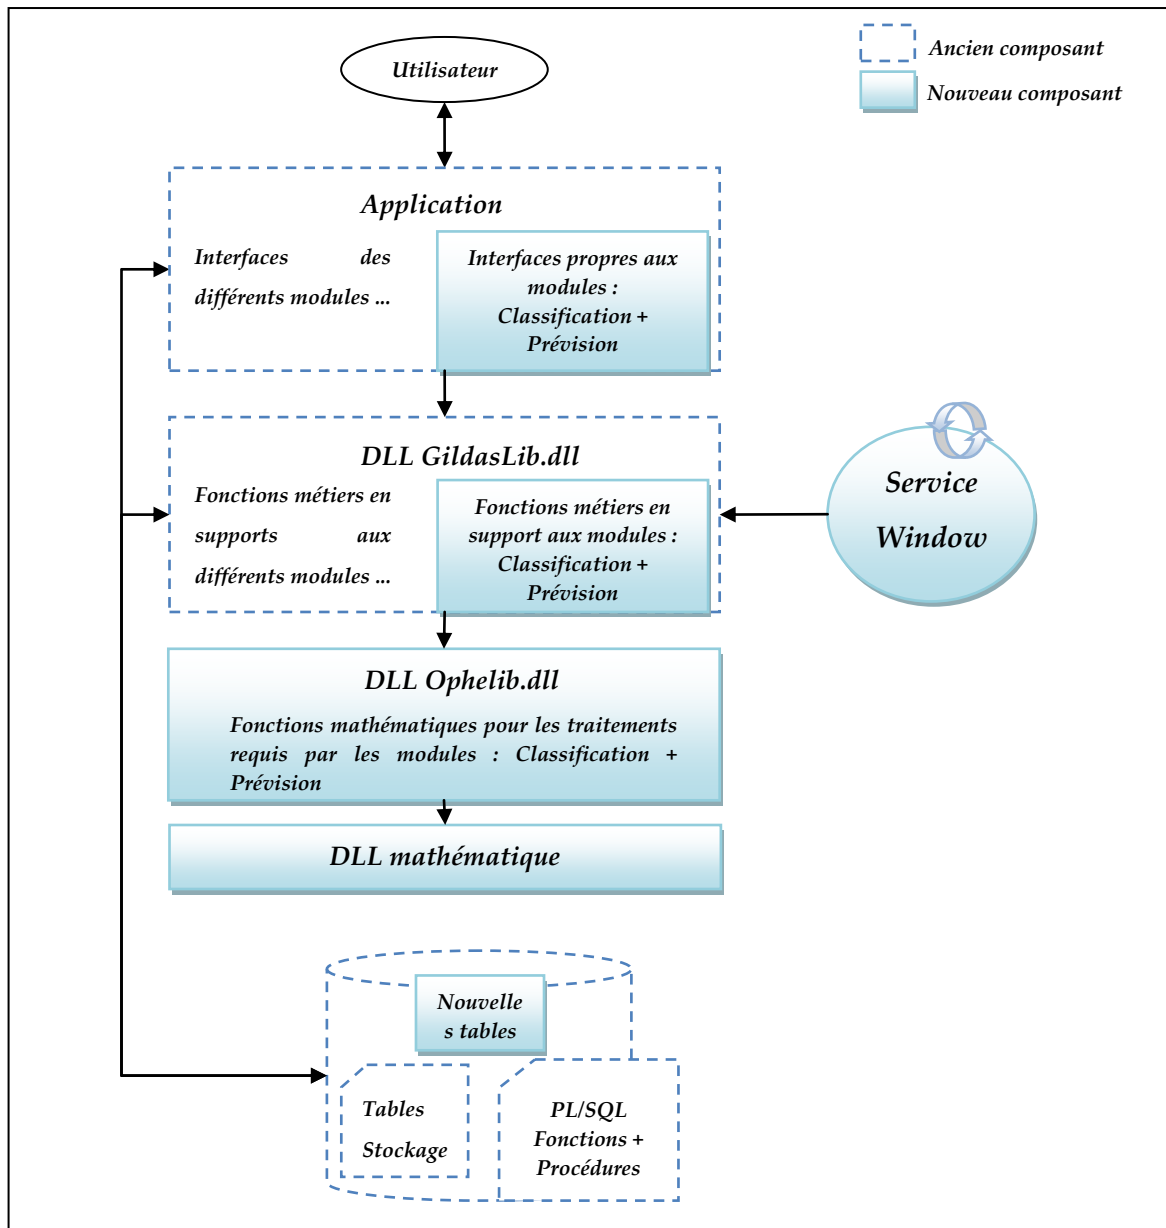 Utilisateur
Ancien composant
Nouveau composant
Application
Interfaces des
différents modules ...
Interfaces propres aux
modules :
Classification +
Prévision
DLL GildasLib.dll
Fonctions métiers en
supports aux
différents modules ...
Fonctions métiers en
support aux modules :
Classification +
Prévision
Service
Window
DLL Ophelib.dll
Fonctions mathématiques pour les traitements
requis par les modules : Classification +
Prévision
DLL mathématique
Nouvelle
s tables
Tables
Stockage
PL/SQL
Fonctions +
Procédures